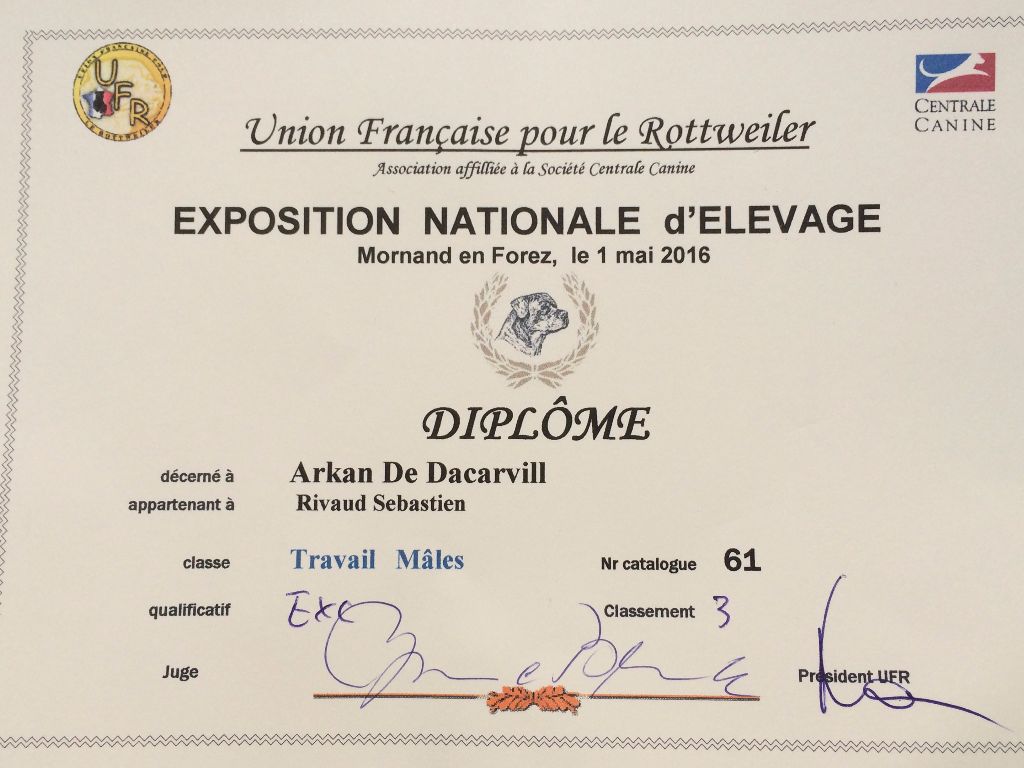 UFR
CENTRALE
CANINE
Union Française pour le Rottweiler
Association affilliée à la Société Centrale Canine
EXPOSITION NATIONALE d'ELEVAGE
Mornand en Forez, le 1 mai 2016
DIPLÔME
décerné à Arkan De Dacarvill
appartenant à Rivaud Sebastien
classe Travail Mâles Nr catalogue 61
qualificatif Exc Classement 3
Juge Président UFR